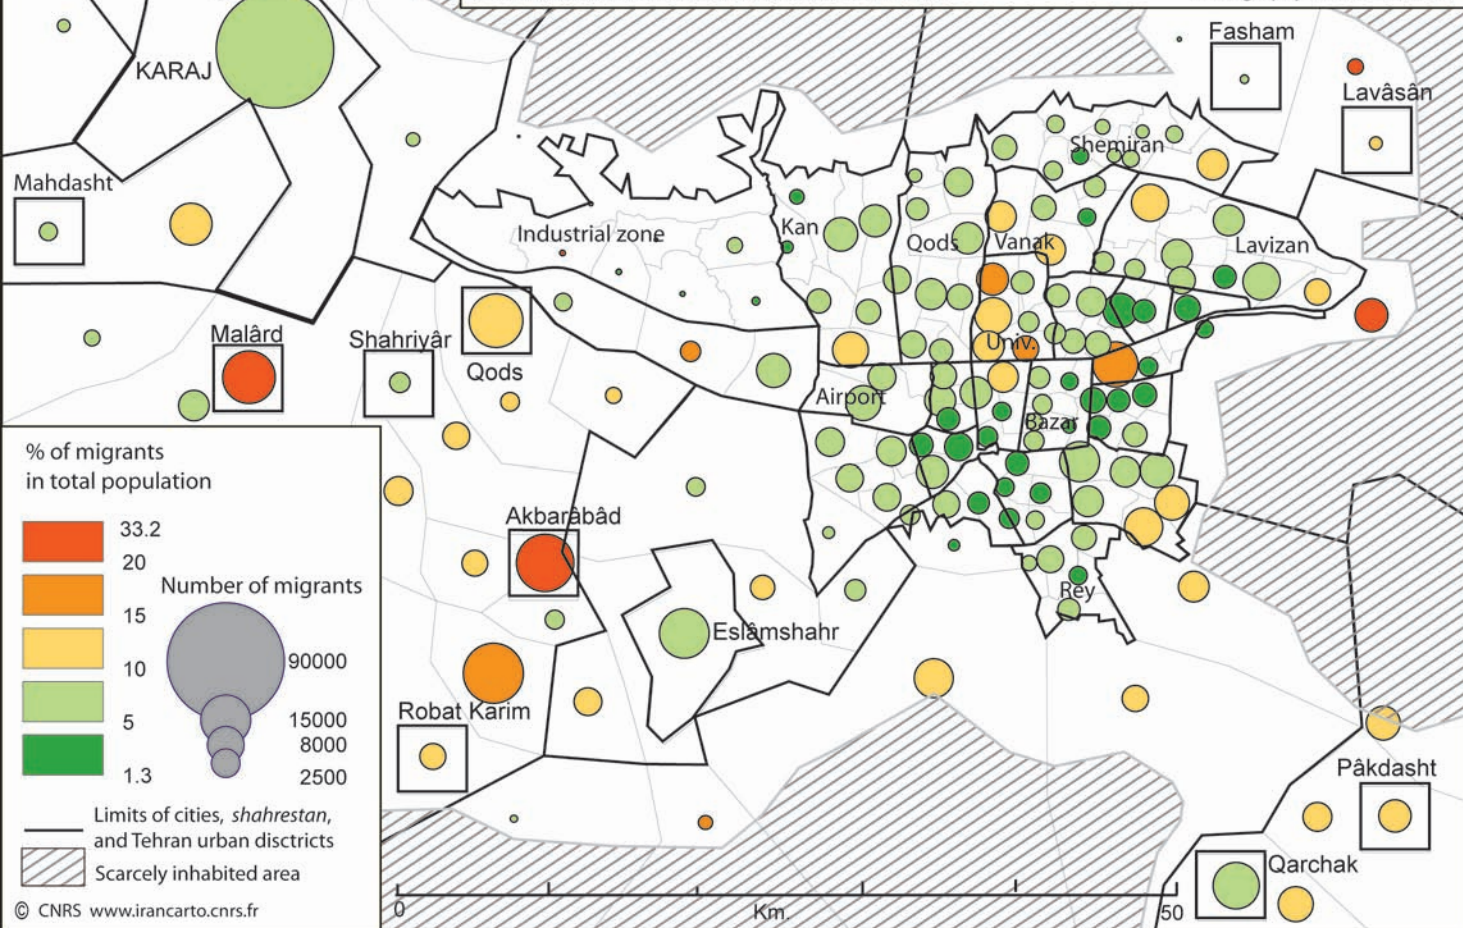 Fasham
Lavâsân
KARAJ
Shemiran
Mahdasht
Industrial zone
Kan
Qods
Vanak
Lavizan
Malârd
Shahriyâr
Qods
Univ.
Airport
Bazar
% of migrants
in total population
33.2
20
15
10
5
1.3
Number of migrants
90000
15000
8000
2500
Limits of cities, shahrestan,
and Tehran urban disctricts
Scarcely inhabited area
© CNRS www.irancarto.cnrs.fr
Akbarâbâd
Eslâmshahr
Rey
Robat Karim
Pâkdasht
Qarchak
0
Km.
50